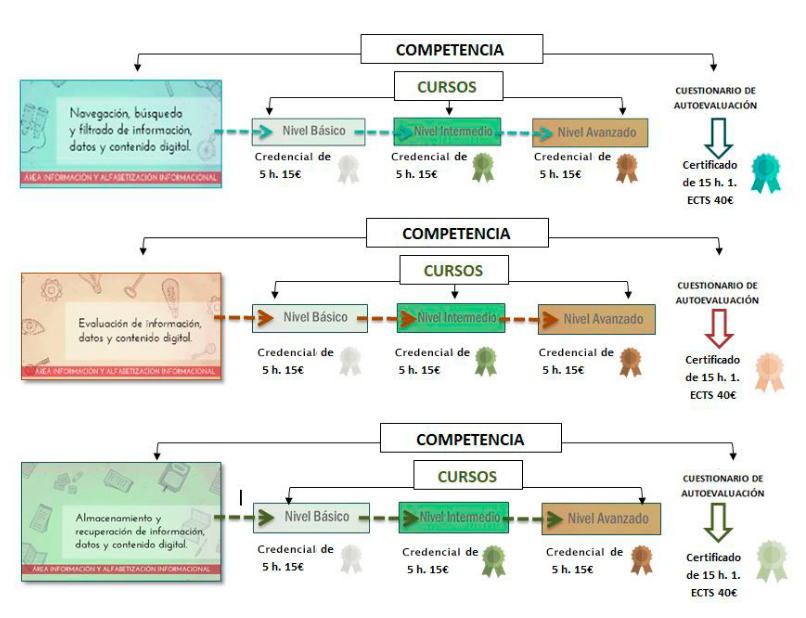 COMPETENCIA
CURSOS
CUESTIONARIO DE
AUTOEVALUACIÓN
Navegación, búsqueda
y filtrado de información,
datos y contenido digital.
ÁREA INFORMACIÓN Y ALFABETIZACIÓN INFORMACIONAL
Nivel Básico
Nivel Intermedio
Nivel Avanzado
Credencial de
5 h. 15€
Credencial de
5 h. 15€
Credencial de
5 h. 15€
Certificado
de 15 h. 1.
ECTS 40€
COMPETENCIA
CURSOS
CUESTIONARIO DE
AUTOEVALUACIÓN
Evaluación de información,
datos y contenido digital.
ÁREA INFORMACIÓN Y ALFABETIZACIÓN INFORMACIONAL
Nivel Básico
Nivel Intermedio
Nivel Avanzado
Credencial de
5 h. 15€
Credencial de
5 h. 15€
Credencial de
5 h. 15€
Certificado
de 15 h. 1.
ECTS 40€
COMPETENCIA
CURSOS
CUESTIONARIO DE
AUTOEVALUACIÓN
Almacenamiento y
recuperación de información,
datos y contenido digital.
ÁREA INFORMACIÓN Y ALFABETIZACIÓN INFORMACIONAL
Nivel Básico
Nivel Intermedio
Nivel Avanzado
Credencial de
5 h. 15€
Credencial de
5 h. 15€
Credencial de
5 h. 15€
Certificado
de 15 h. 1.
ECTS 40€